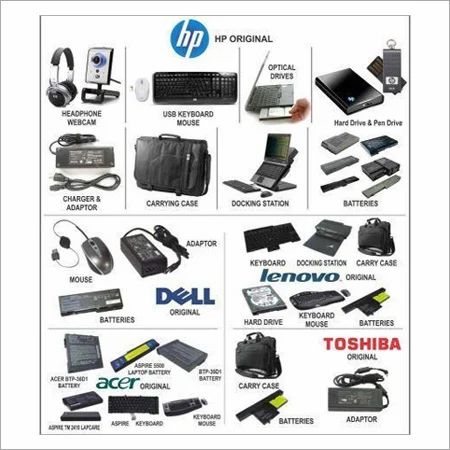 hp HP ORIGINAL
HEADPHONE
WEBCAM
USB KEYBOARD
MOUSE
OPTICAL
DRIVES
Hard Drive & Pen Drive
CHARGER &
ADAPTOR
CARRYING CASE
DOCKING STATION
BATTERIES
MOUSE
ADAPTOR
BATTERIES
DELL
ORIGINAL
KEYBOARD
DOCKING STATION
CARRY CASE
lenovo ORIGINAL
HARD DRIVE
KEYBOARD
MOUSE
BATTERIES
ASPIRE 5500
LAPTOP BATTERY
BTP-39D1
BATTERY
ACER BTP-36D1
BATTERY
acer ORIGINAL
ASPIRE TM 2410 LAPCARE
ASPIRE KEYBOARD
KEYBOARD
MOUSE
TOSHIBA
ORIGINAL
CARRY CASE
BATTERIES
ADAPTOR